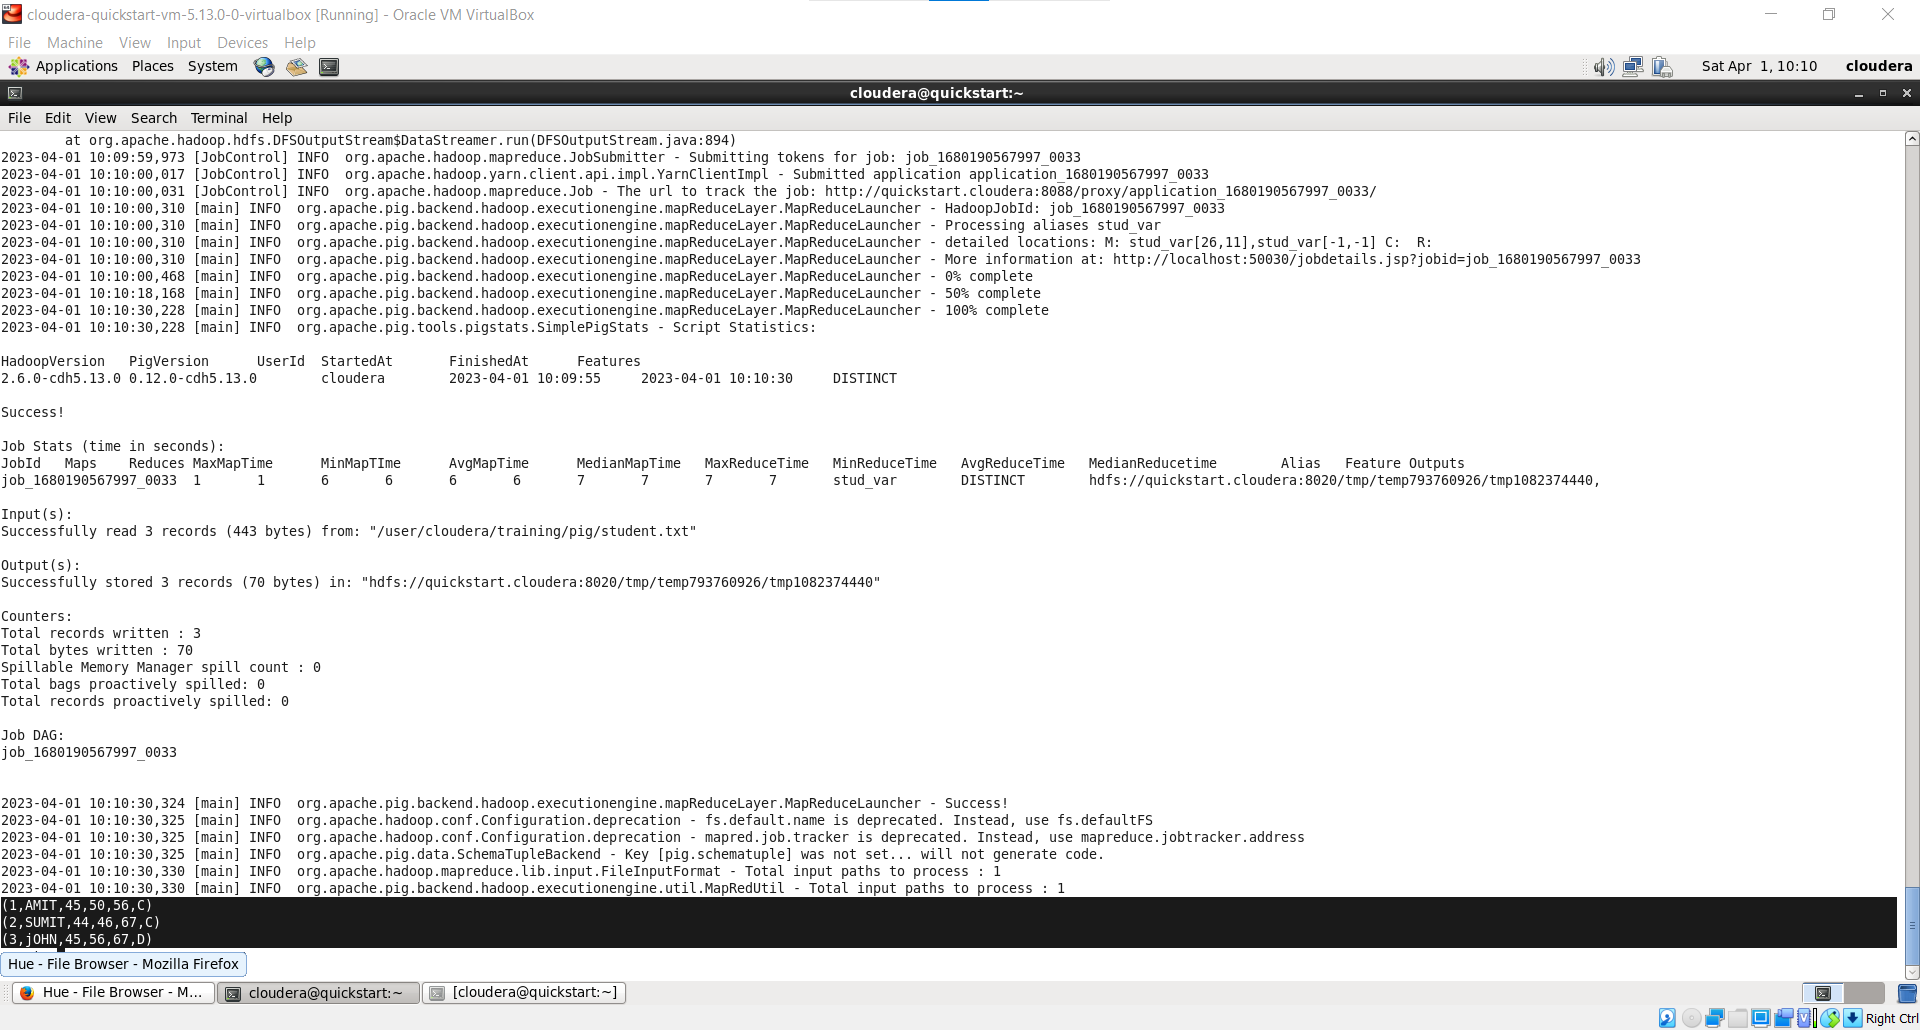 cloudera-quickstart-vm-5.13.0-0-virtualbox [Running] - Oracle VM VirtualBox
File Machine View Input Devices Help
Applications Places System Sat Apr 1, 10:10 cloudera
cloudera@quickstart:~
File Edit View Search Terminal Help
at org.apache.hadoop.hdfs.DFSOutputStream$DataStreamer.run(DFSOutputStream.java:894)
2023-04-01 10:09:59,973 [JobControl] INFO org.apache.hadoop.mapreduce.JobSubmitter - Submitting tokens for job: job_1680190567997_0033
2023-04-01 10:10:00,017 [JobControl] INFO org.apache.hadoop.yarn.client.api.impl.YarnClientImpl - Submitted application application_1680190567997_0033
2023-04-01 10:10:00,031 [JobControl] INFO org.apache.hadoop.mapreduce.Job - The url to track the job: http://quickstart.cloudera:8088/proxy/application_1680190567997_0033/
2023-04-01 10:10:00,310 [main] INFO org.apache.pig.backend.hadoop.executionengine.mapReduceLayer.MapReduceLauncher - HadoopJobId: job_1680190567997_0033
2023-04-01 10:10:00,310 [main] INFO org.apache.pig.backend.hadoop.executionengine.mapReduceLayer.MapReduceLauncher - Processing aliases stud_var
2023-04-01 10:10:00,310 [main] INFO org.apache.pig.backend.hadoop.executionengine.mapReduceLayer.MapReduceLauncher - detailed locations: M: stud_var[26,11],stud_var[-1,-1] C: R:
2023-04-01 10:10:00,310 [main] INFO org.apache.pig.backend.hadoop.executionengine.mapReduceLayer.MapReduceLauncher - More information at: http://localhost:50030/jobdetails.jsp?jobid=job_1680190567997_0033
2023-04-01 10:10:00,468 [main] INFO org.apache.pig.backend.hadoop.executionengine.mapReduceLayer.MapReduceLauncher - 0% complete
2023-04-01 10:10:18,168 [main] INFO org.apache.pig.backend.hadoop.executionengine.mapReduceLayer.MapReduceLauncher - 50% complete
2023-04-01 10:10:30,228 [main] INFO org.apache.pig.backend.hadoop.executionengine.mapReduceLayer.MapReduceLauncher - 100% complete
2023-04-01 10:10:30,228 [main] INFO org.apache.pig.tools.pigstats.SimplePigStats - Script Statistics:
HadoopVersion PigVersion UserId StartedAt FinishedAt Features
2.6.0-cdh5.13.0 0.12.0-cdh5.13.0 cloudera 2023-04-01 10:09:55 2023-04-01 10:10:30 DISTINCT
Success!
Job Stats (time in seconds):
JobId Maps Reduces MaxMapTime MinMapTIme AvgMapTime MedianMapTime MaxReduceTime MinReduceTime AvgReduceTime MedianReducetime Alias Feature Outputs
job_1680190567997_0033 1 1 6 6 6 6 7 7 7 7 stud_var DISTINCT hdfs://quickstart.cloudera:8020/tmp/temp793760926/tmp1082374440,
Input(s):
Successfully read 3 records (443 bytes) from: "/user/cloudera/training/pig/student.txt"
Output(s):
Successfully stored 3 records (70 bytes) in: "hdfs://quickstart.cloudera:8020/tmp/temp793760926/tmp1082374440"
Counters:
Total records written : 3
Total bytes written : 70
Spillable Memory Manager spill count : 0
Total bags proactively spilled: 0
Total records proactively spilled: 0
Job DAG:
job_1680190567997_0033
2023-04-01 10:10:30,324 [main] INFO org.apache.pig.backend.hadoop.executionengine.mapReduceLayer.MapReduceLauncher - Success!
2023-04-01 10:10:30,325 [main] INFO org.apache.hadoop.conf.Configuration.deprecation - fs.default.name is deprecated. Instead, use fs.defaultFS
2023-04-01 10:10:30,325 [main] INFO org.apache.hadoop.conf.Configuration.deprecation - mapred.job.tracker is deprecated. Instead, use mapreduce.jobtracker.address
2023-04-01 10:10:30,325 [main] INFO org.apache.pig.data.SchemaTupleBackend - Key [pig.schematuple] was not set... will not generate code.
2023-04-01 10:10:30,330 [main] INFO org.apache.hadoop.mapreduce.lib.input.FileInputFormat - Total input paths to process : 1
2023-04-01 10:10:30,330 [main] INFO org.apache.pig.backend.hadoop.executionengine.util.MapRedUtil - Total input paths to process : 1
(1,AMIT,45,50,56,C)
(2,SUMIT,44,46,67,C)
(3,jOHN,45,56,67,D)
Hue - File Browser - Mozilla Firefox
Hue - File Browser - M... cloudera@quickstart:~ [cloudera@quickstart:~]
Right Ctrl